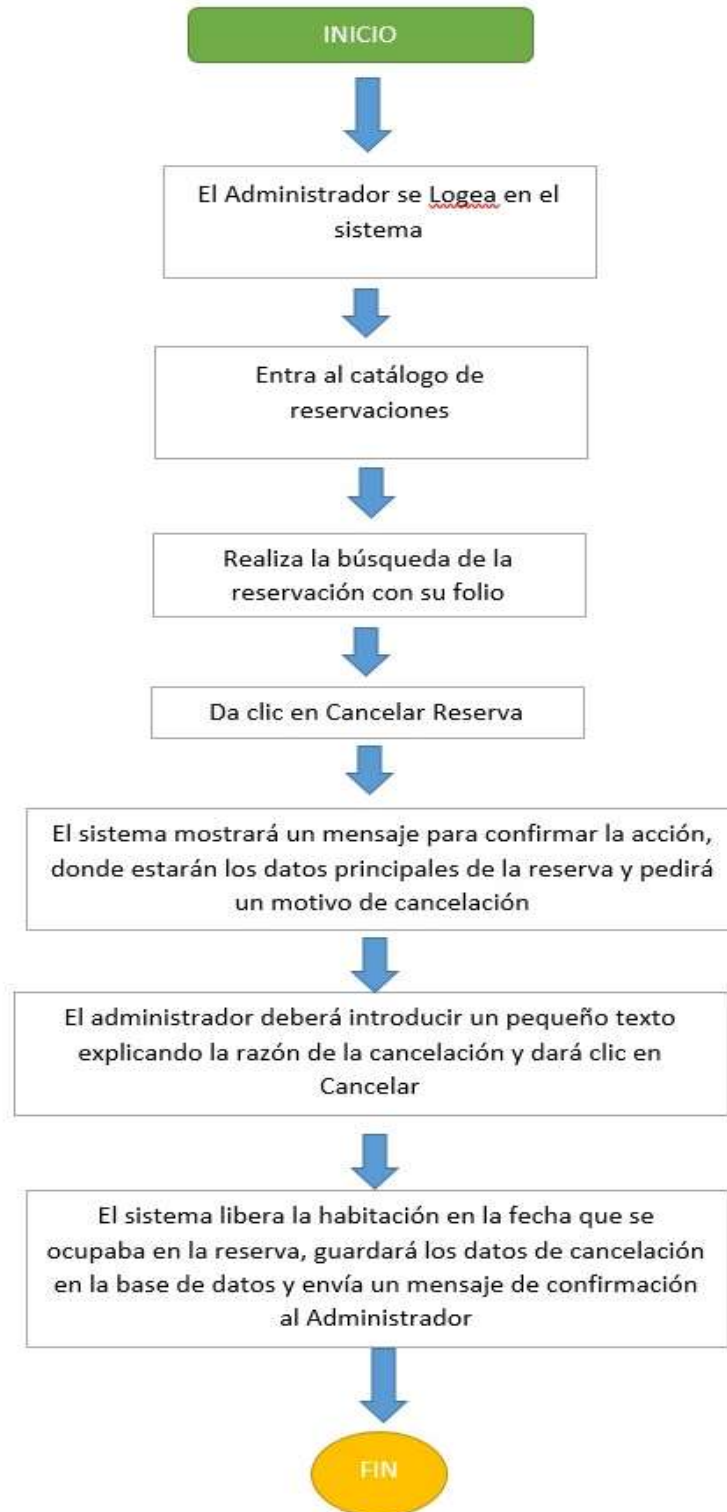 INICIO
El Administrador se Logea en el
sistema
Entra al catálogo de
reservaciones
Realiza la búsqueda de la
reservación con su folio
Da clic en Cancelar Reserva
El sistema mostrará un mensaje para confirmar la acción,
donde estarán los datos principales de la reserva y pedirá
un motivo de cancelación
El administrador deberá introducir un pequeño texto
explicando la razón de la cancelación y dará clic en
Cancelar
El sistema libera la habitación en la fecha que se
ocupaba en la reserva, guardará los datos de cancelación
en la base de datos y envía un mensaje de confirmación
al Administrador
FIN